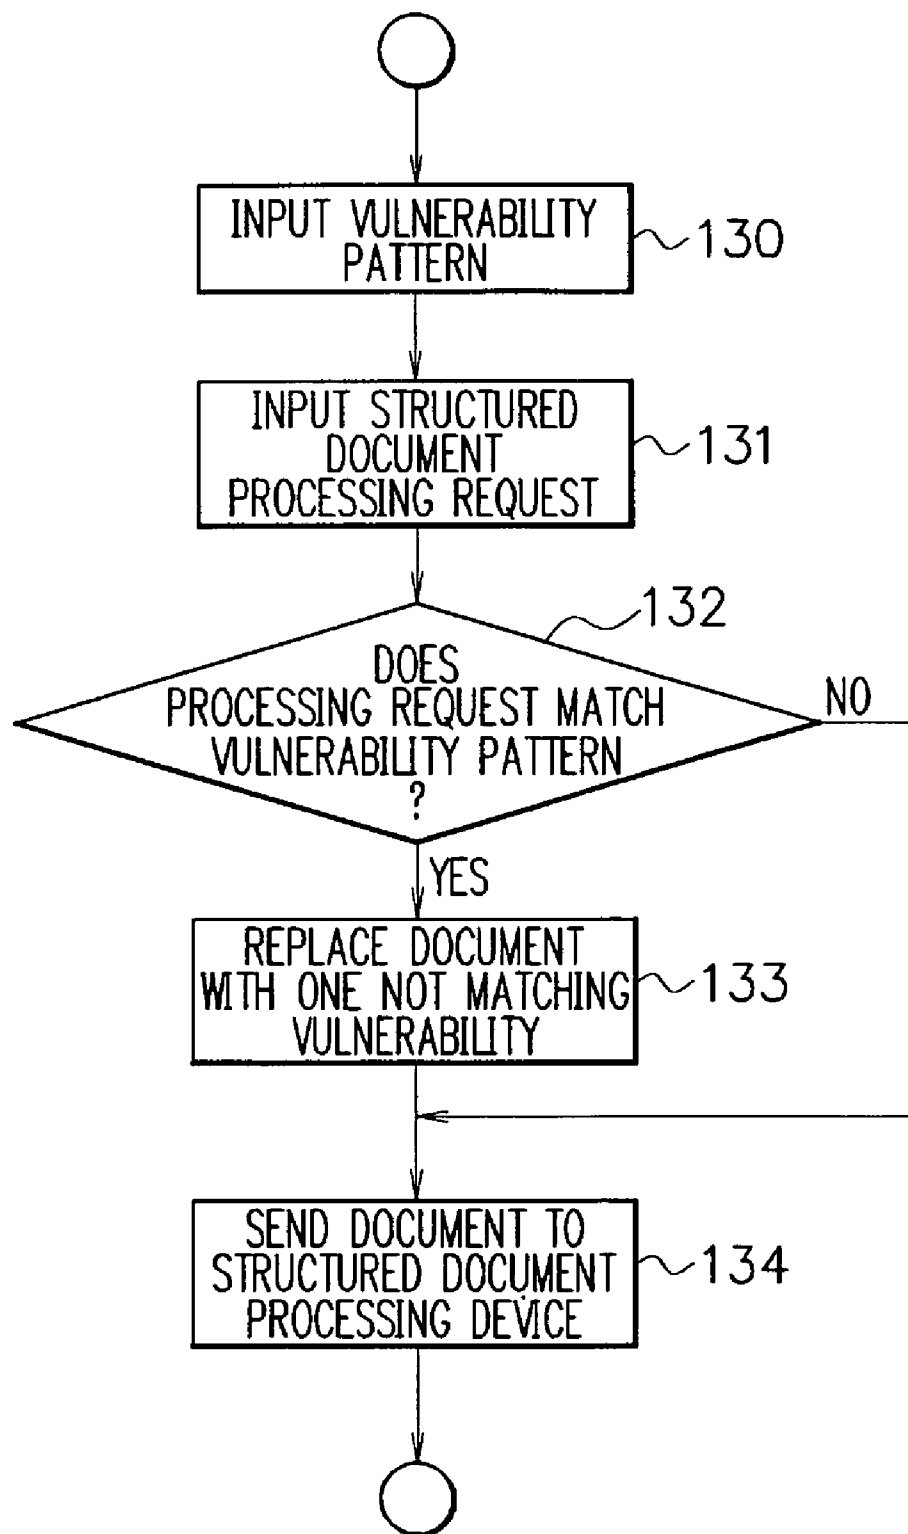 INPUT VULNERABILITY
PATTERN
130
INPUT STRUCTURED
DOCUMENT
PROCESSING REQUEST
131
132
DOES
PROCESSING REQUEST MATCH
VULNERABILITY PATTERN
?
NO
YES
REPLACE DOCUMENT
WITH ONE NOT MATCHING
VULNERABILITY
133
SEND DOCUMENT TO
STRUCTURED DOCUMENT
PROCESSING DEVICE
134